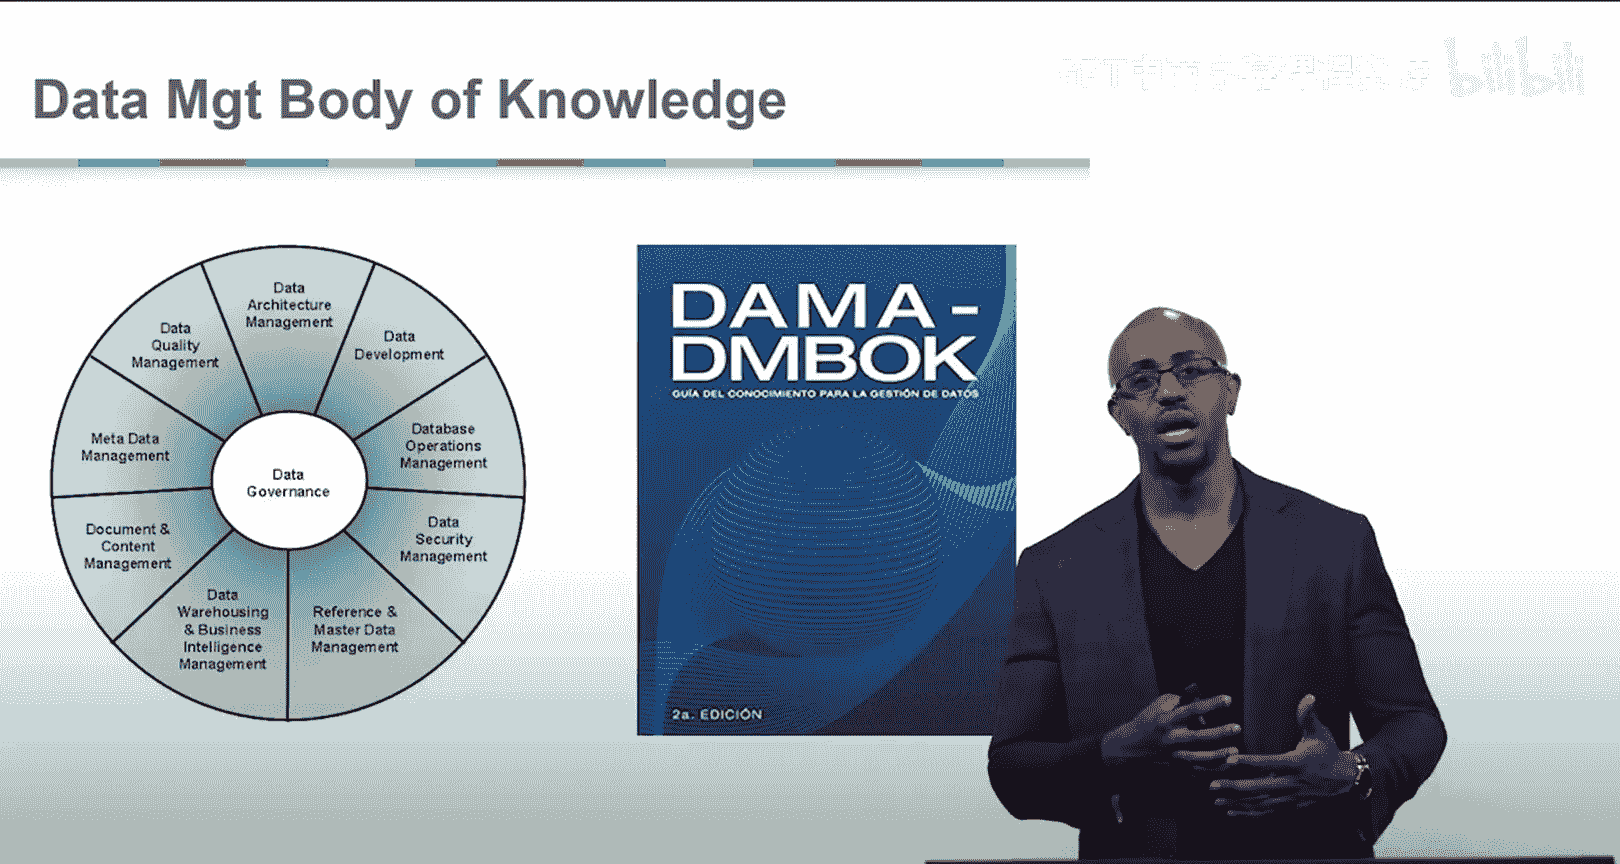 bilibili
Data Mgt Body of Knowledge
Data
Architecture
Management
Data
Development
Database
Operations
Management
Data
Security
Management
Reference &
Master Data
Management
Data
Warehousing
& Business
Intelligence
Management
Document &
Content
Management
Meta Data
Management
Data
Quality
Management
Data
Governance
DAMA -
DMBOK
GUÍA DEL CONOCIMIENTO PARA LA GESTIÓN DE DATOS
2a. EDICIÓN